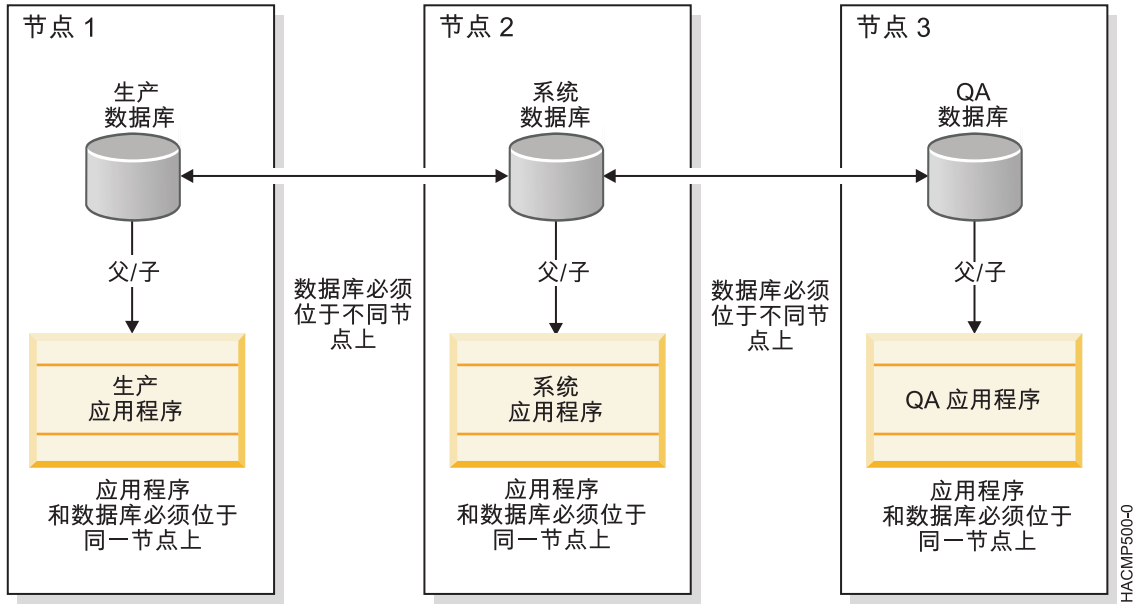 节点 1
生产
数据库
父/子
生产
应用程序
应用程序
和数据库必须位于
同一节点上
数据库必须
位于不同节
点上
节点 2
系统
数据库
父/子
系统
应用程序
应用程序
和数据库必须位于
同一节点上
数据库必须
位于不同节
点上
节点 3
QA
数据库
父/子
QA 应用程序
应用程序
和数据库必须位于
同一节点上
HACMP500-0